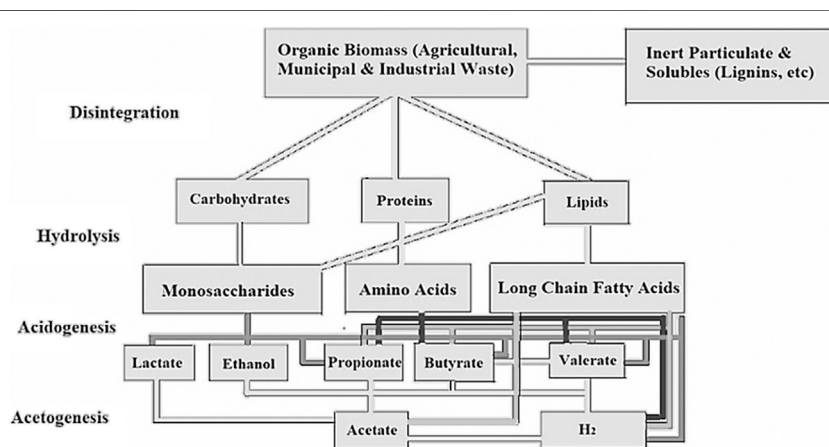 Organic Biomass (Agricultural,
Municipal & Industrial Waste)
Inert Particulate &
Solubles (Lignins, etc)
Disintegration
Carbohydrates
Proteins
Lipids
Hydrolysis
Monosaccharides
Amino Acids
Long Chain Fatty Acids
Acidogenesis
Lactate
Ethanol
Propionate
Butyrate
Valerate
Acetogenesis
Acetate
H2